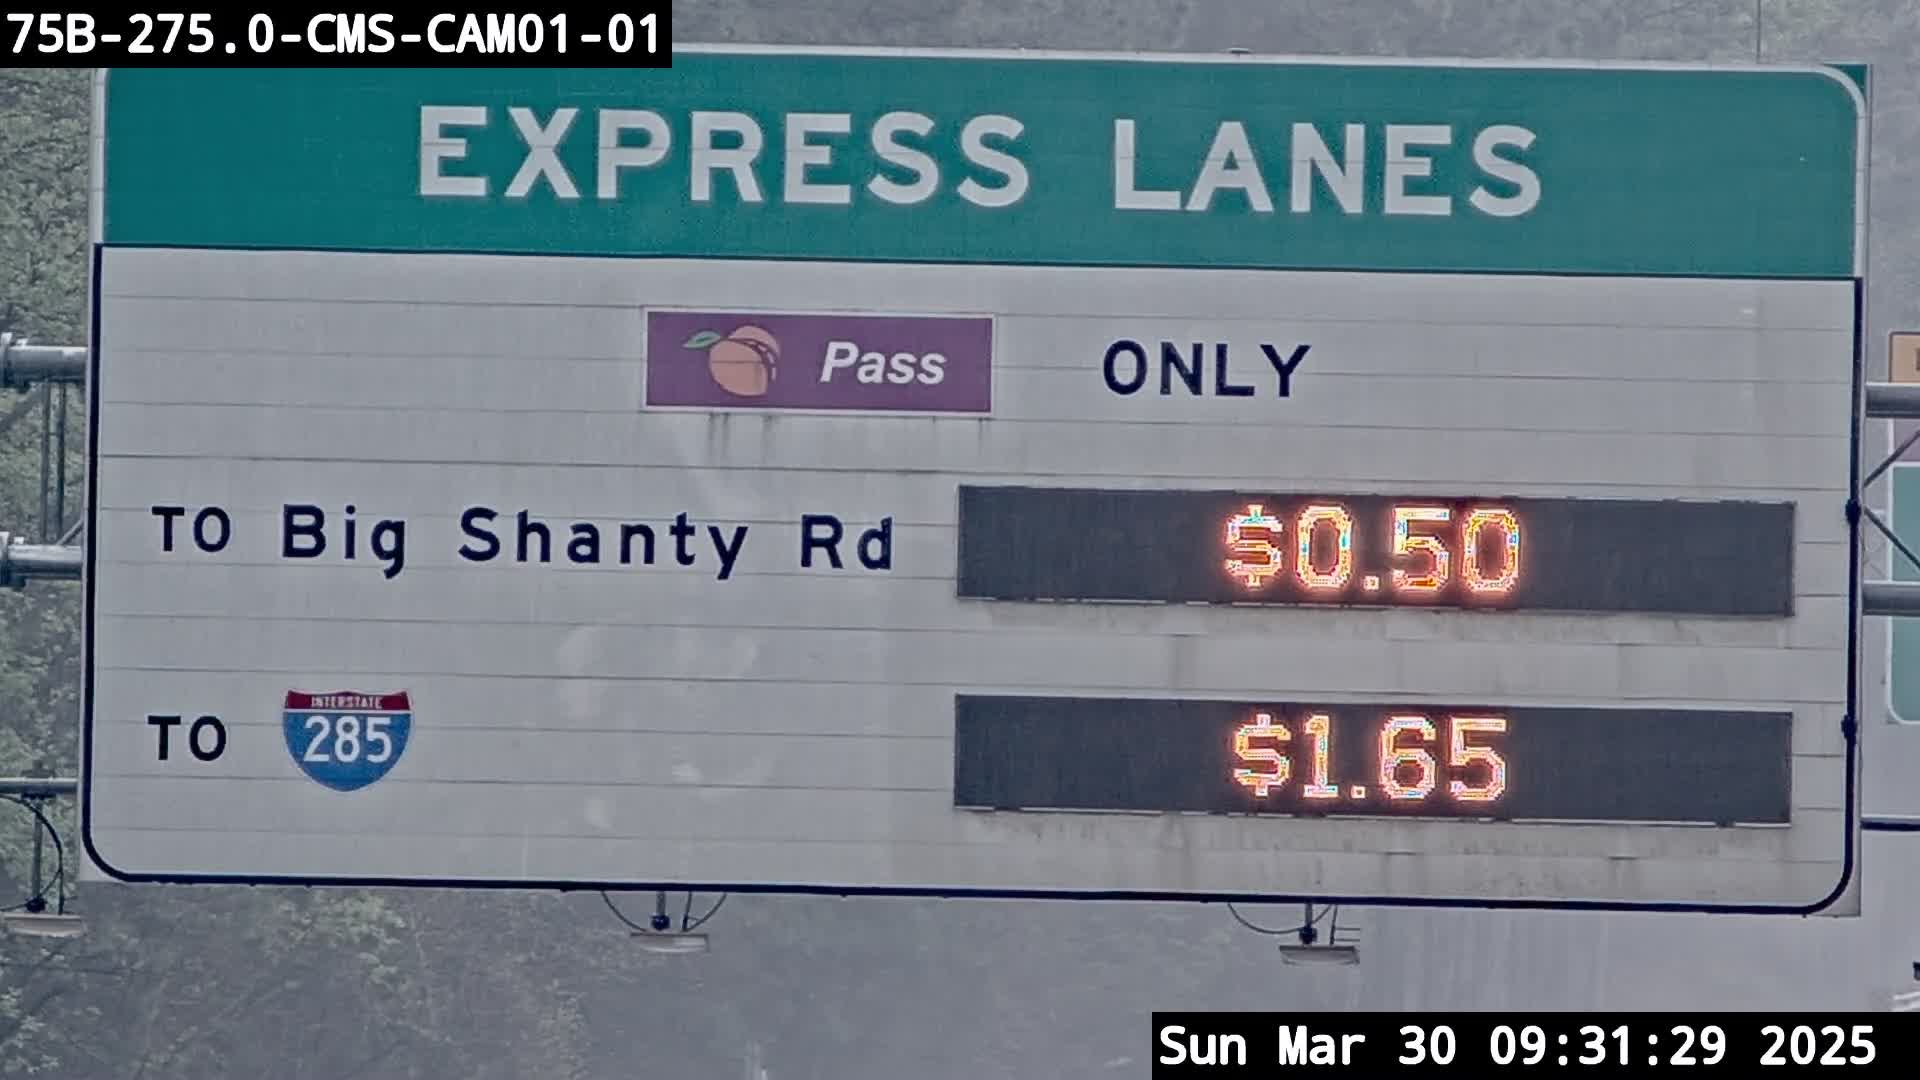 75B-275.0-CMS-CAM01-01
EXPRESS LANES
Pass ONLY
TO Big Shanty Rd $0.50
INTERSTATE
TO 285 $1.65
Sun Mar 30 09:31:29 2025